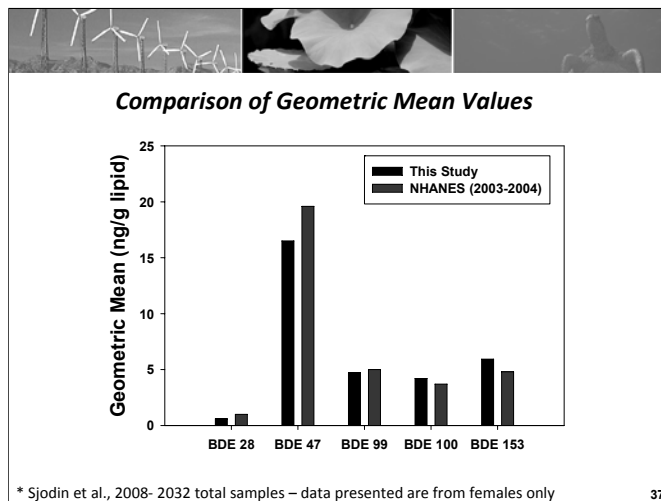 Comparison of Geometric Mean Values
Geometric Mean (ng/g lipid)
25
20
15
10
5
0
This Study
NHANES (2003-2004)
BDE 28 BDE 47 BDE 99 BDE 100 BDE 153
* Sjodin et al., 2008- 2032 total samples – data presented are from females only
37